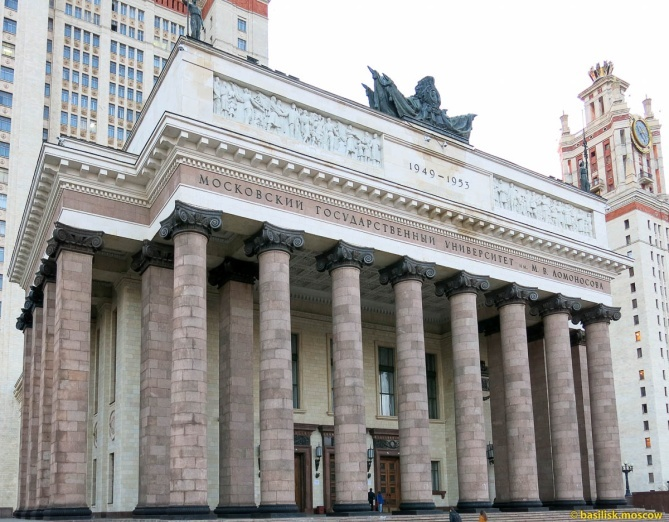 1949-1953
МОСКОВСКИЙ ГОСУДАРСТВЕННЫЙ УНИВЕРСИТЕТ им. М.В.ЛОМОНОСОВА
© basilisk.moscow